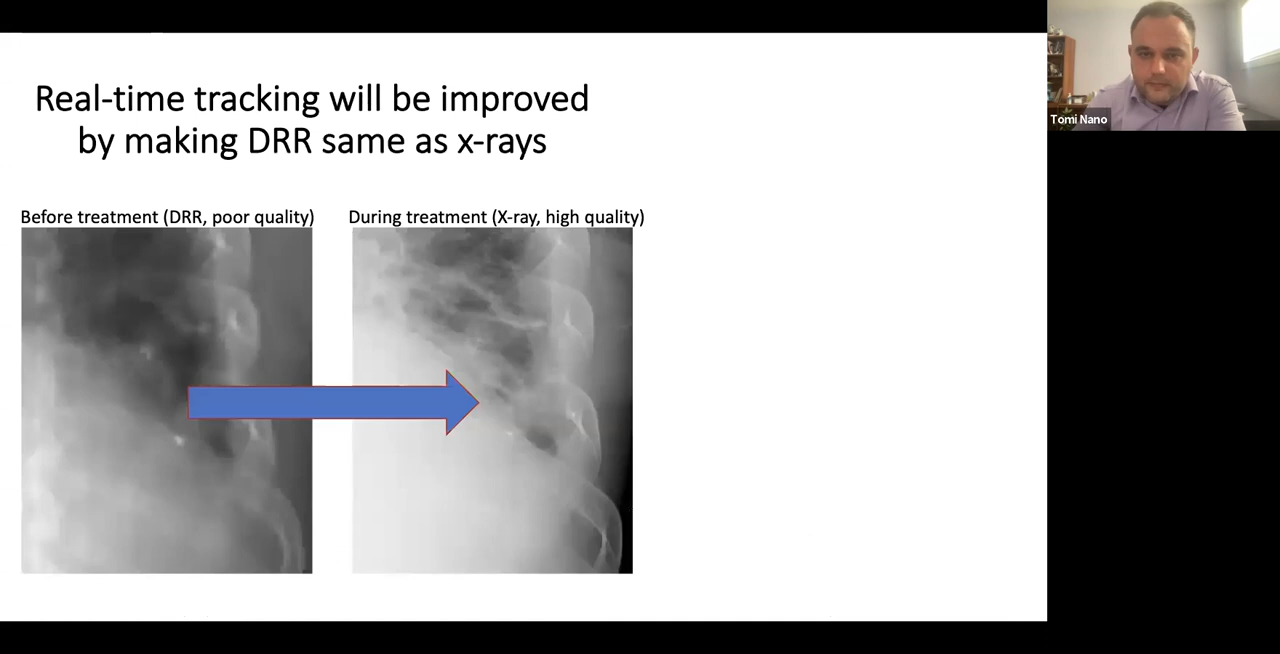 Real-time tracking will be improved
by making DRR same as x-rays
Before treatment (DRR, poor quality)
During treatment (X-ray, high quality)
Tomi Nano